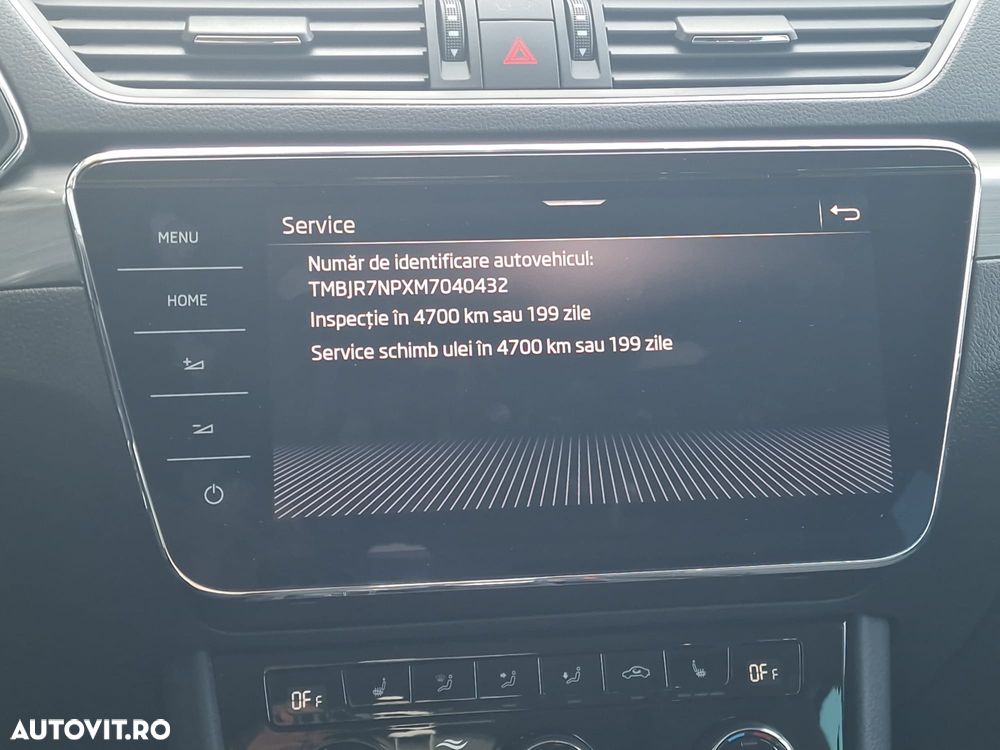 Service
MENU
HOME
Număr de identificare autovehicul:
TMBJR7NPXM7040432
Inspecție în 4700 km sau 199 zile
Service schimb ulei în 4700 km sau 199 zile
OFF
OFF
AUTOVIT.RO